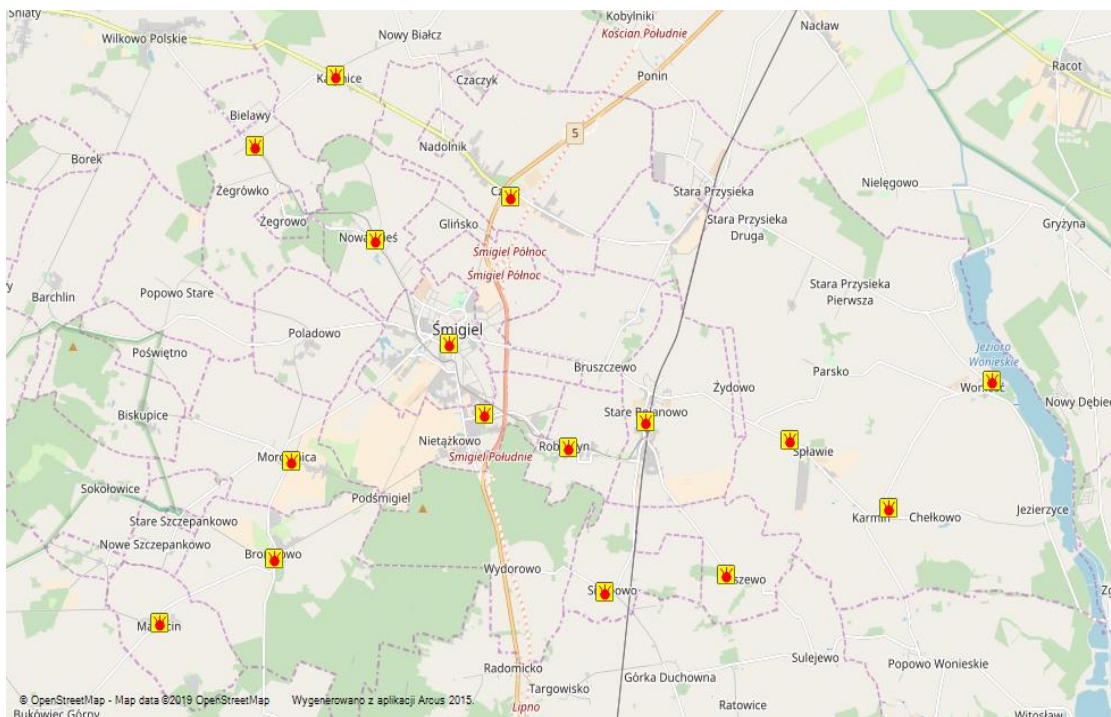 Śniaty
Wilkowo Polskie
Nowy Białcz
Kobylniki
Kościan Południe
Nacław
Racot
Czaczyk
Ponin
Bielawy
5
Nadolnik
Borek
Stara Przysieka
Nielęgowo
Żegrówko
Żegrowo
Glińsko
Stara Przysieka
Druga
Gryżyna
Śmigiel Północ
Śmigiel Północ
Stara Przysieka
Pierwsza
Barchlin
Popowo Stare
Poladowo
Śmigiel
Jezioro
Wonieskie
Poświętno
Bruszczewo
Parsko
Żydowo
Nowy Dębiec
Biskupice
Nietążkowo
Śmigiel Południe
Spławie
Sokołowice
Podśmigiel
Stare Szczepankowo
Karmin
Chełkowo
Jezierzyce
Nowe Szczepankowo
Wydorowo
Radomicko
Sulejewo
Popowo Wonieskie
Targowisko
Górka Duchowna
© OpenStreetMap - Map data ©2019 OpenStreetMap
Wygenerowano z aplikacji Arcus 2015.
Lipno
Ratowice
Bukówiec Górny
Witosław